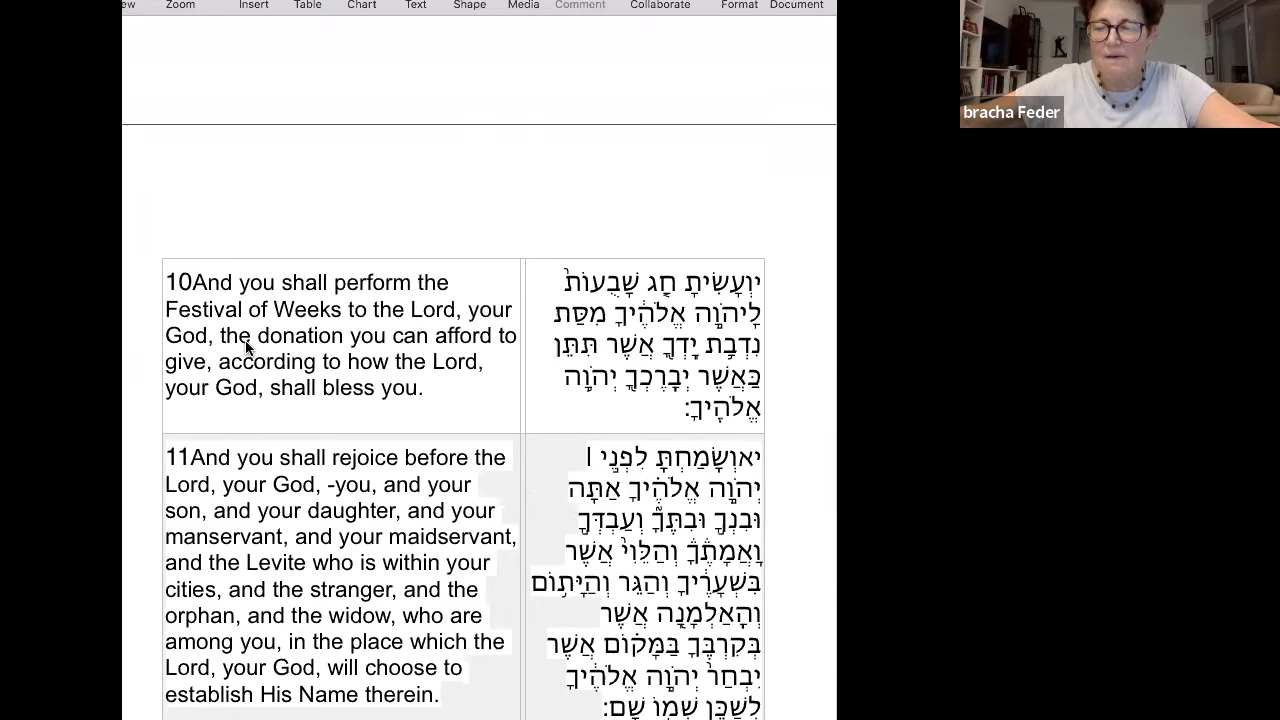 ew Zoom Insert Table Chart Text Shape Media Comment Collaborate Format Document
bracha Feder
10And you shall perform the
Festival of Weeks to the Lord, your
God, the donation you can afford to
give, according to how the Lord,
your God, shall bless you.
יוְעָשִׂ֜יתָ חַ֤ג שָֽׁבֻעוֹת֙
לַֽיהֹוָ֣ה אֱלֹהֶ֔יךָ מִסַּ֛ת
נִדְבַ֥ת יָֽדְךָ֖ אֲשֶׁ֣ר תִּתֵּ֑ן
כַּאֲשֶׁ֥ר יְבָֽרֶכְךָ֖ יְהֹוָ֥ה
אֱלֹהֶֽיךָ:
11And you shall rejoice before the
Lord, your God, -you, and your
son, and your daughter, and your
manservant, and your maidservant,
and the Levite who is within your
cities, and the stranger, and the
orphan, and the widow, who are
among you, in the place which the
Lord, your God, will choose to
establish His Name therein.
יאוְשָֽׂמַחְתָּ֞ לִפְנֵ֣י |
יְהֹוָ֣ה אֱלֹהֶ֗יךָ אַתָּ֨ה
וּבִנְךָ֣ וּבִתֶּ֘ךָ֘ וְעַבְדְּךָ֣
וַֽאֲמָתֶ֒ךָ֒ וְהַלֵּוִי֙ אֲשֶׁ֣ר
בִּשְׁעָרֶ֔יךָ וְהַגֵּ֛ר וְהַיָּת֥וֹם
וְהָֽאַלְמָנָ֖ה אֲשֶׁ֣ר
בְּקִרְבֶּ֑ךָ בַּמָּק֗וֹם אֲשֶׁ֤ר
יִבְחַר֙ יְהֹוָ֣ה אֱלֹהֶ֔יךָ
לְשַׁכֵּ֥ן שְׁמ֖וֹ שָֽׁם: